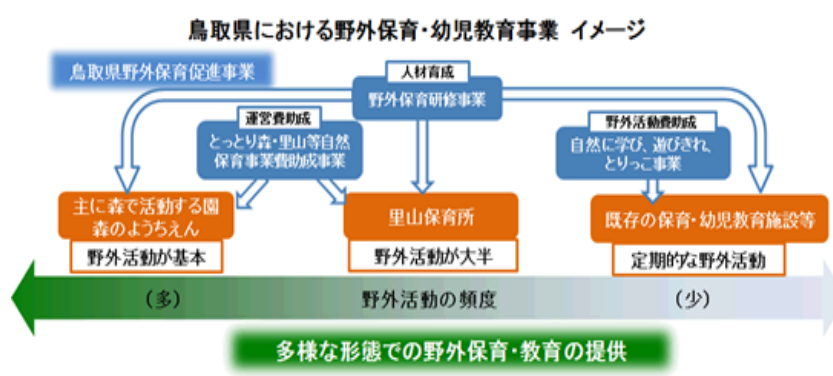 鳥取県における野外保育・幼児教育事業 イメージ
鳥取県野外保育促進事業
人材育成
野外保育研修事業
運営費助成
とっとり森・里山等自然
保育事業費助成事業
野外活動費助成
自然に学び、遊びきれ、
とりっこ事業
主に森で活動する園
森のようちえん
野外活動が基本
里山保育所
野外活動が大半
既存の保育・幼児教育施設等
定期的な野外活動
（多）
野外活動の頻度
（少）
多様な形態での野外保育・教育の提供